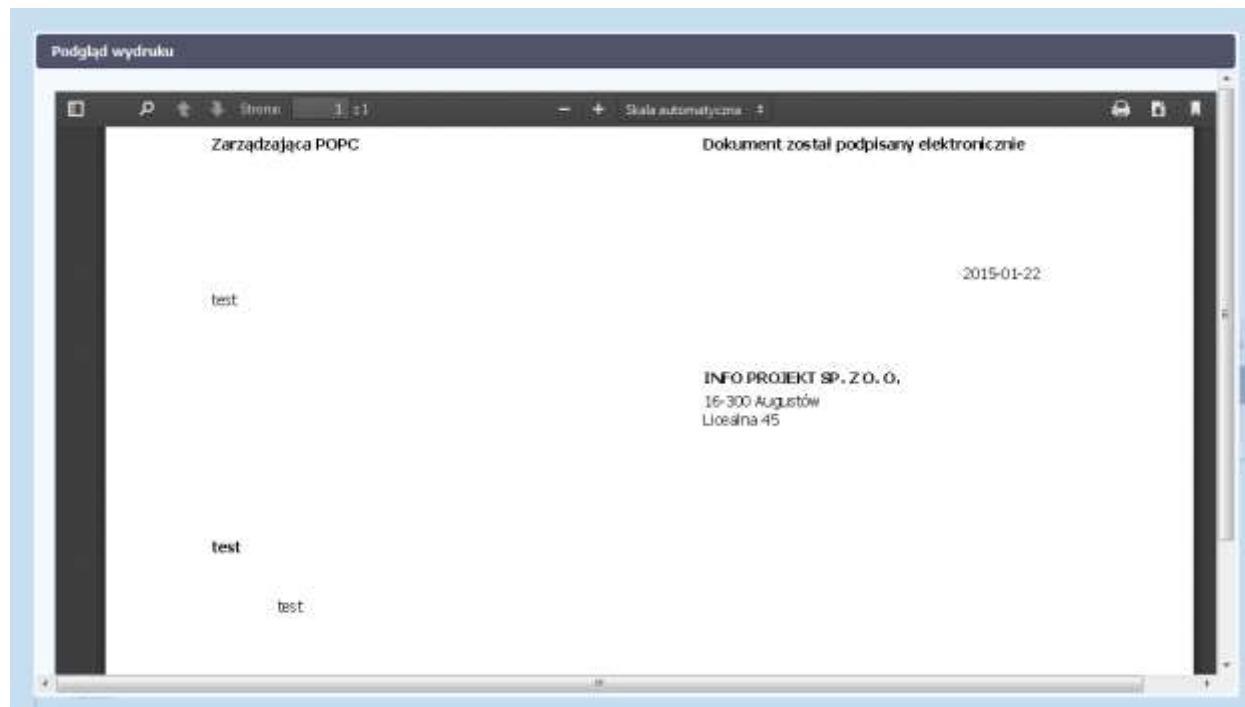 Podgląd wydruku
Strona: 1 z 1
Skala automatyczna
Zarządzająca POPC
Dokument został podpisany elektronicznie
2015-01-22
test
INFO PROJEKT SP. Z O. O.
16-300 Augustów
Licealna 45
test
test